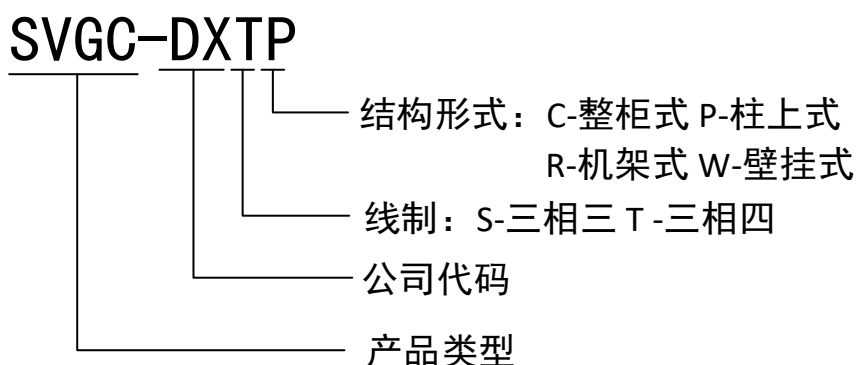 SVGC-DXTP
结构形式：C-整柜式 P-柱上式
R-机架式 W-壁挂式
线制：S-三相三 T -三相四
公司代码
产品类型